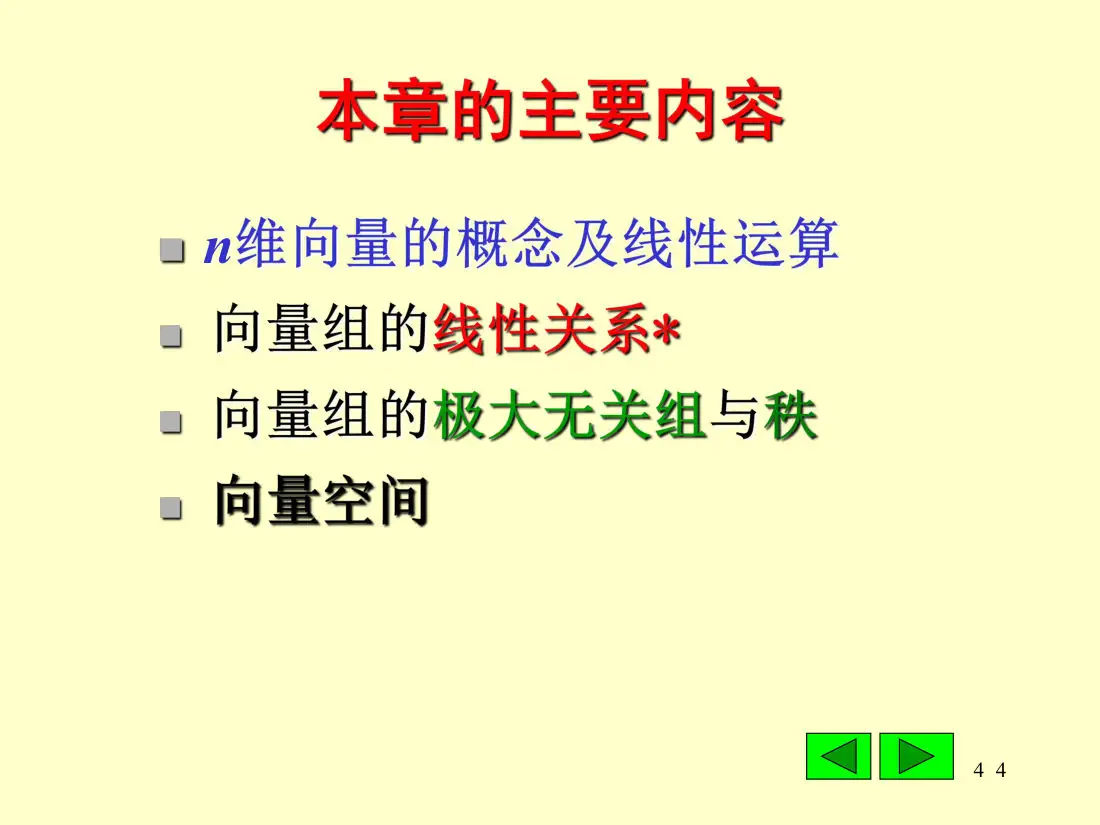 本章的主要内容
n维向量的概念及线性运算
向量组的线性关系*
向量组的极大无关组与秩
向量空间
4 4